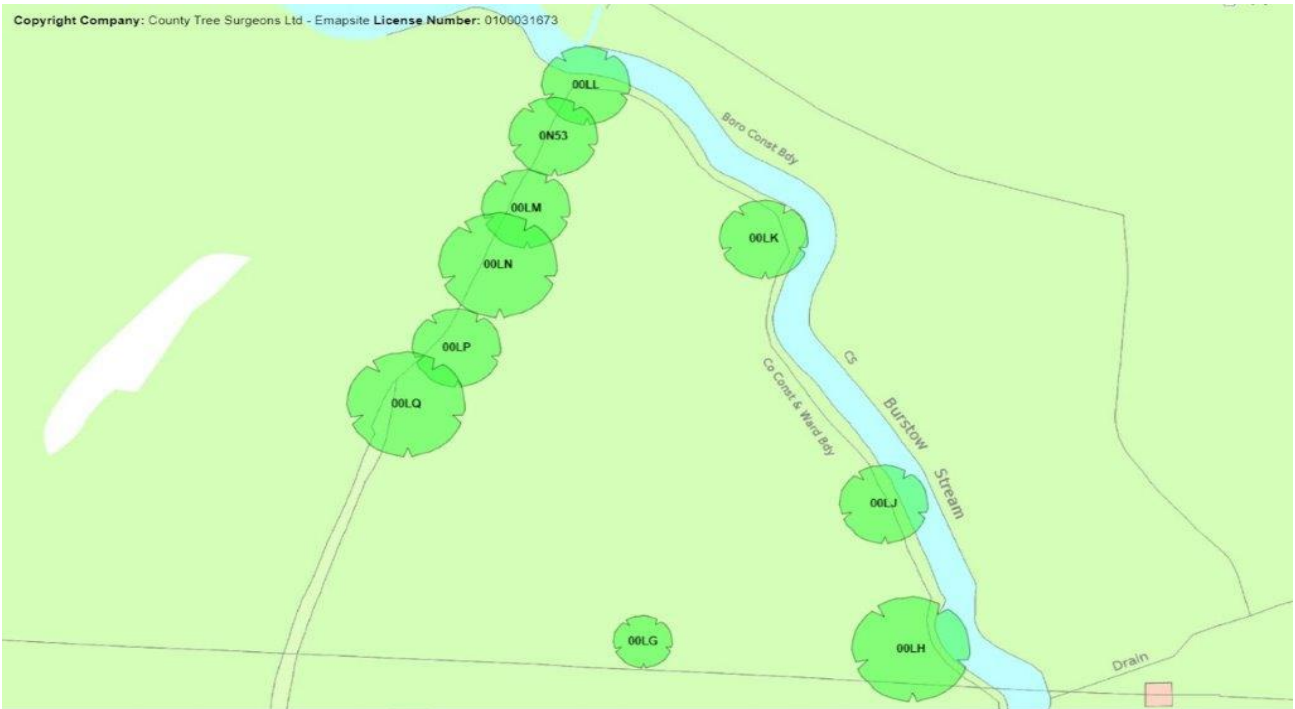 Copyright Company: County Tree Surgeons Ltd - Emapsite License Number: 0100031673
00LL
0N53
Boro Const Bdy
00LM
00LK
00LN
00LP
CS
Co Const & Ward Bdy
00LQ
Burstow
Stream
00LJ
00LG
00LH
Drain